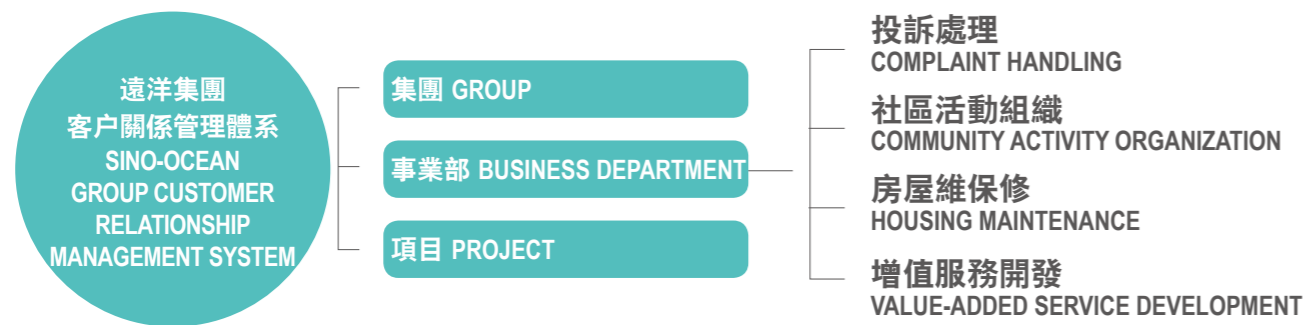 遠洋集團
客户關係管理體系
SINO-OCEAN
GROUP CUSTOMER
RELATIONSHIP
MANAGEMENT SYSTEM
集團 GROUP
事業部 BUSINESS DEPARTMENT
項目 PROJECT
投訴處理
COMPLAINT HANDLING
社區活動組織
COMMUNITY ACTIVITY ORGANIZATION
房屋維保修
HOUSING MAINTENANCE
增值服務開發
VALUE-ADDED SERVICE DEVELOPMENT